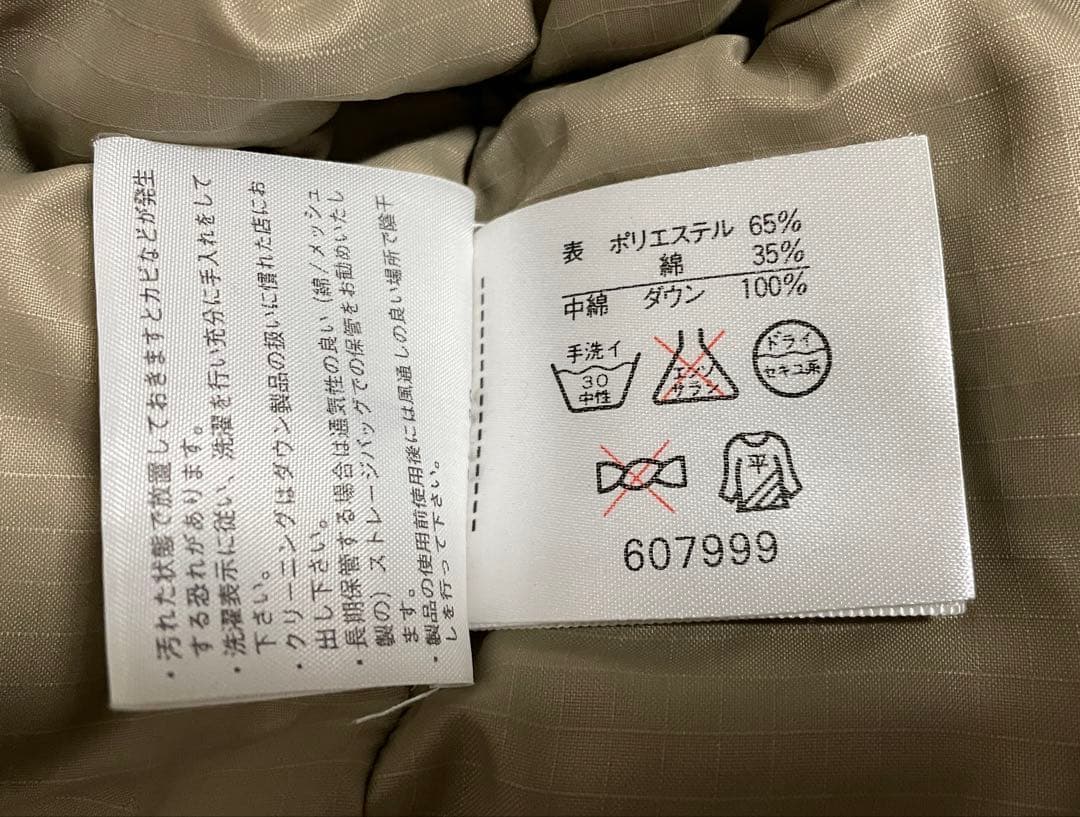 ・汚れた状態で放置しておきますとカビなどが発生
する恐れがあります。
・洗濯表示に従い、洗濯を行い充分に手入れをして
下さい。
・クリーニングはダウン製品の扱いに慣れた店にお
出し下さい。
・長期保管する場合は通気性の良い（綿/メッシュ
製の）ストレージバッグでの保管をお勧めいたし
ます。
・製品の使用前使用後には風通しの良い場所で陰干
しを行って下さい。
表 ポリエステル 65%
綿 35%
中綿 ダウン 100%
手洗イ
30
中性
エンソ
サラシ
ドライ
セキユ系
平
607999